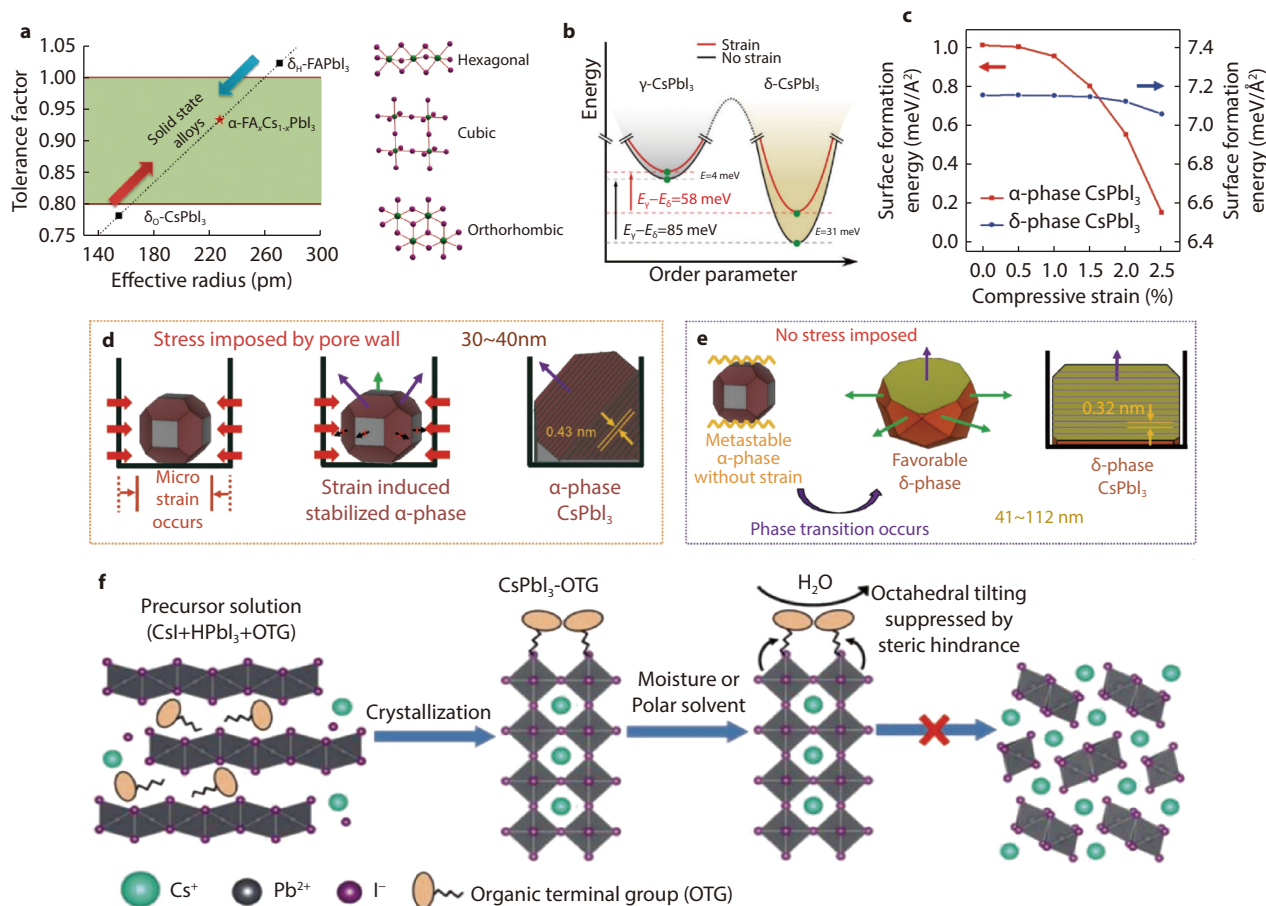 a
1.05
1.00
0.95
0.90
0.85
0.80
0.75
Tolerance factor
140
180
220
260
300
Effective radius (pm)
δH-FAPbI3
Solid state
alloys
α-FAxCs1-xPbI3
δO-CsPbI3
Hexagonal
Cubic
Orthorhombic
b
Energy
Strain
No strain
γ-CsPbI3
δ-CsPbI3
E=4 meV
Eγ−Eδ=58 meV
Eγ−Eδ=85 meV
E=31 meV
Order parameter
c
Surface formation
energy (meV/Å2)
1.0
0.8
0.6
0.4
0.2
0.0
7.4
7.2
7.0
6.8
6.6
6.4
Surface formation
energy (meV/Å2)
α-phase CsPbI3
δ-phase CsPbI3
0.0 0.5 1.0 1.5 2.0 2.5
Compressive strain (%)
d
Stress imposed by pore wall
30~40nm
Micro
strain
occurs
Strain induced
stabilized α-phase
0.43 nm
α-phase
CsPbI3
e
No stress imposed
Metastable
α-phase
without strain
Favorable
δ-phase
0.32 nm
δ-phase
CsPbI3
Phase transition occurs
41~112 nm
f
Precursor solution
(CsI+HPbI3+OTG)
Crystallization
CsPbI3-OTG
Moisture or
Polar solvent
H2O
Octahedral tilting
suppressed by
steric hindrance
Cs+
Pb2+
I−
Organic terminal group (OTG)